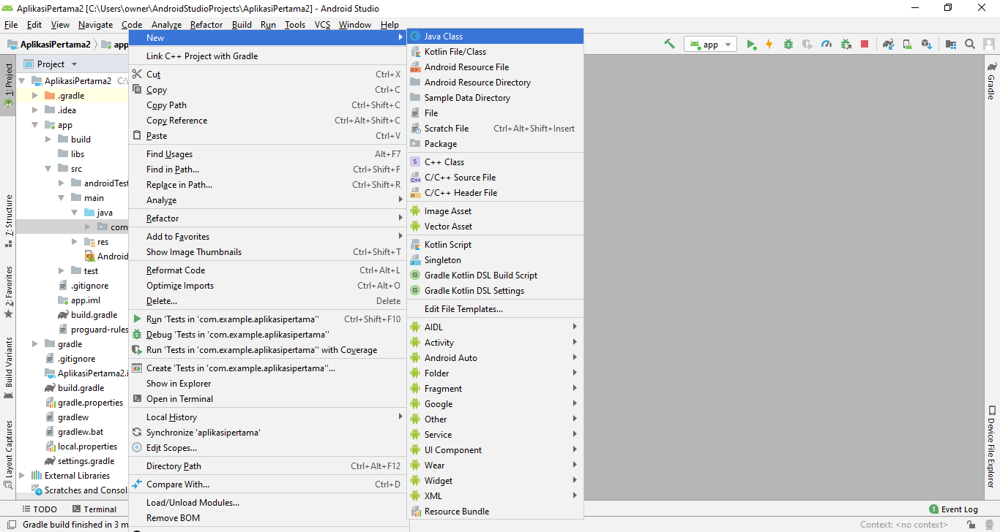 AplikasiPertama2 [C:\Users\owner\AndroidStudioProjects\AplikasiPertama2] - Android Studio
File Edit View Navigate Code Analyze Refactor Build Run Tools VCS Window Help
AplikasiPertama2 app
app
1: Project
7: Structure
2: Favorites
Build Variants
Layout Captures
Project
AplikasiPertama2 C:\
.gradle
.idea
app
build
libs
src
androidTest
main
java
com
res
Android
test
.gitignore
app.iml
build.gradle
proguard-rules
gradle
.gitignore
AplikasiPertama2.i
build.gradle
gradle.properties
gradlew
gradlew.bat
local.properties
settings.gradle
External Libraries
Scratches and Consol
New
Link C++ Project with Gradle
Cut Ctrl+X
Copy Ctrl+C
Copy Path Ctrl+Shift+C
Copy Reference Ctrl+Alt+Shift+C
Paste Ctrl+V
Find Usages Alt+F7
Find in Path... Ctrl+Shift+F
Replace in Path... Ctrl+Shift+R
Analyze
Refactor
Add to Favorites
Show Image Thumbnails Ctrl+Shift+T
Reformat Code Ctrl+Alt+L
Optimize Imports Ctrl+Alt+O
Delete... Delete
Run 'Tests in 'com.example.aplikasipertama'' Ctrl+Shift+F10
Debug 'Tests in 'com.example.aplikasipertama''
Run 'Tests in 'com.example.aplikasipertama'' with Coverage
Create 'Tests in 'com.example.aplikasipertama''...
Show in Explorer
Open in Terminal
Local History
Synchronize 'aplikasipertama'
Edit Scopes...
Directory Path Ctrl+Alt+F12
Compare With... Ctrl+D
Load/Unload Modules...
Remove BOM
Java Class
Kotlin File/Class
Android Resource File
Android Resource Directory
Sample Data Directory
File
Scratch File Ctrl+Alt+Shift+Insert
Package
C++ Class
C/C++ Source File
C/C++ Header File
Image Asset
Vector Asset
Kotlin Script
Singleton
Gradle Kotlin DSL Build Script
Gradle Kotlin DSL Settings
Edit File Templates...
AIDL
Activity
Android Auto
Folder
Fragment
Google
Other
Service
UI Component
Wear
Widget
XML
Resource Bundle
Gradle
Device File Explorer
TODO Terminal
1 Event Log
Gradle build finished in 3 m
Context: <no context>